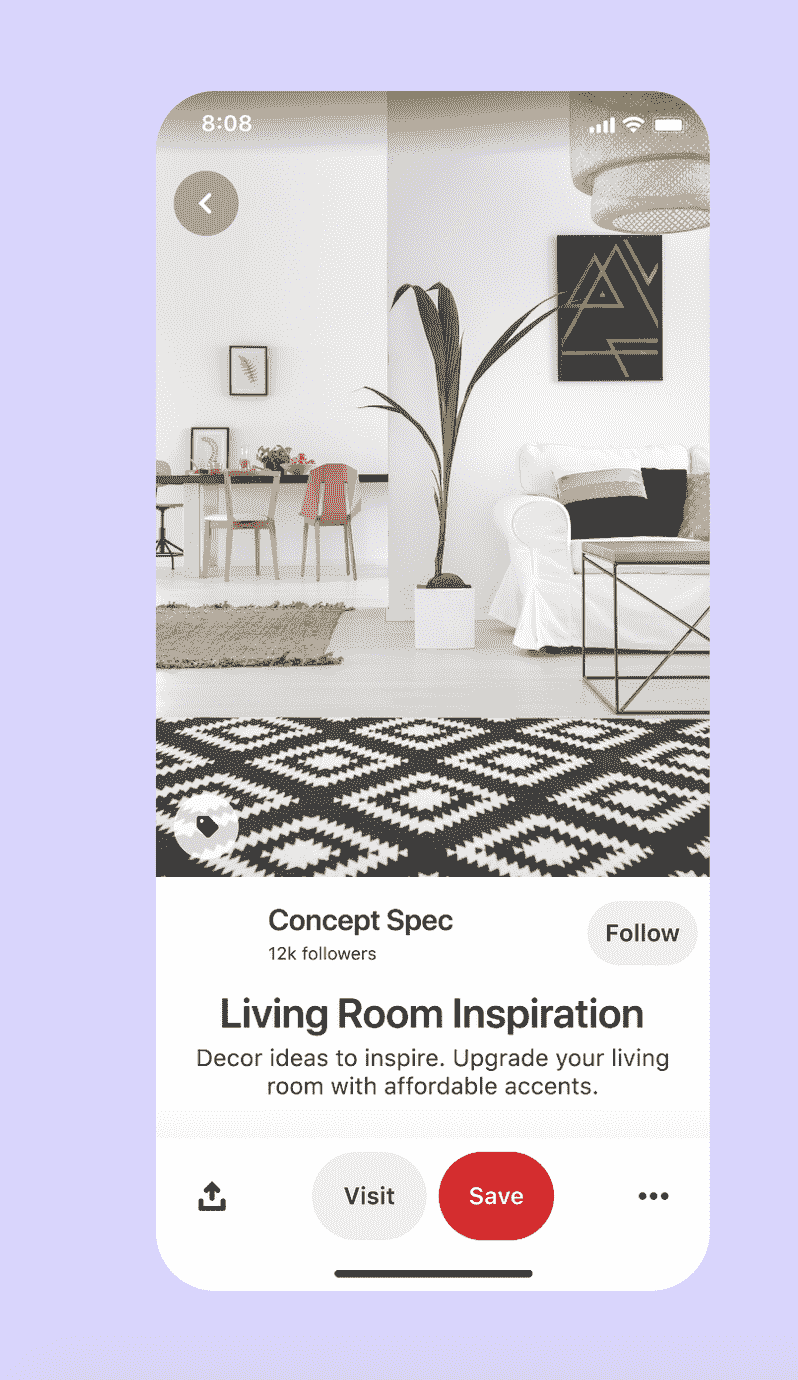 8:08
Concept Spec
12k followers
Follow
Living Room Inspiration
Decor ideas to inspire. Upgrade your living
room with affordable accents.
Visit
Save